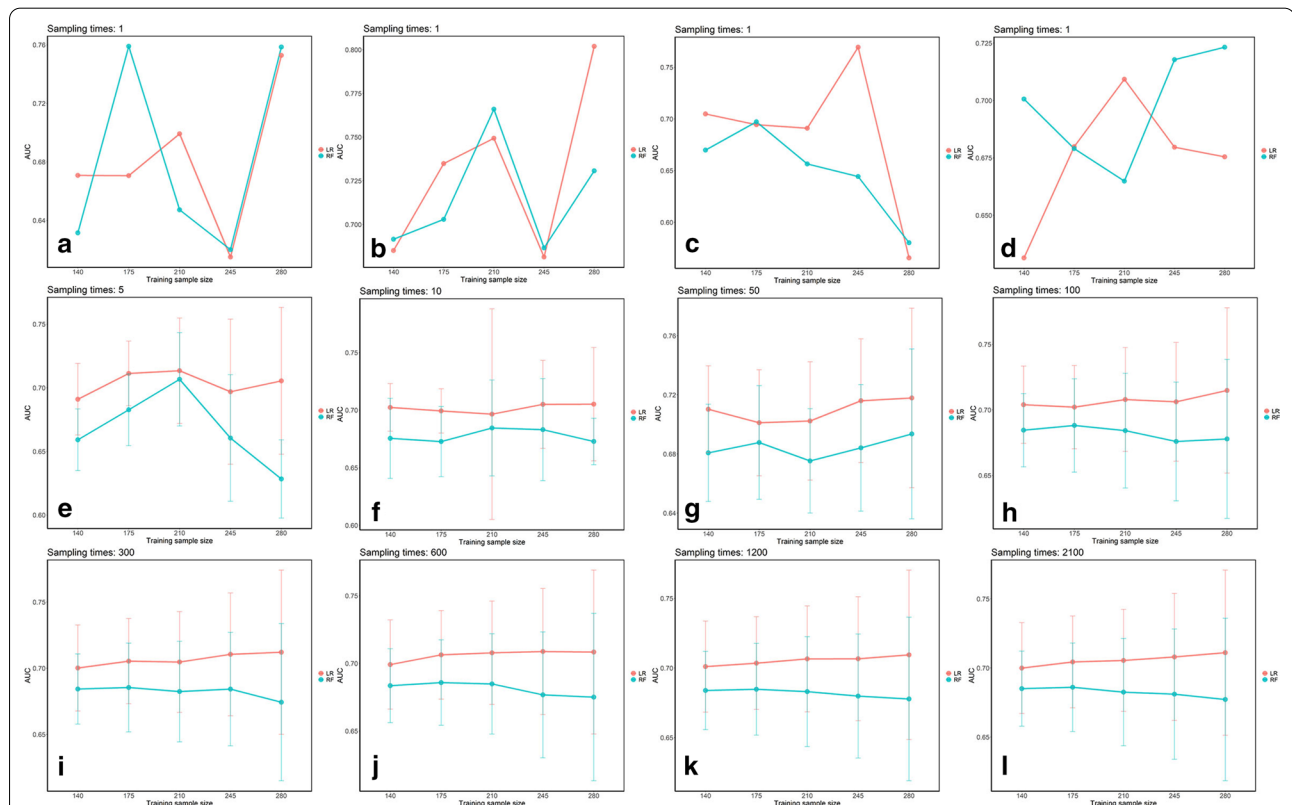 Sampling times: 1
0.76
0.72
0.68
0.64
AUC
LR
RF
a
140 175 210 245 280
Training sample size
Sampling times: 1
0.800
0.775
0.750
0.725
0.700
AUC
LR
RF
b
140 175 210 245 280
Training sample size
Sampling times: 1
0.75
0.70
0.65
0.60
AUC
LR
RF
c
140 175 210 245 280
Training sample size
Sampling times: 1
0.725
0.700
0.675
0.650
AUC
LR
RF
d
140 175 210 245 280
Training sample size
Sampling times: 5
0.75
0.70
0.65
0.60
AUC
LR
RF
e
140 175 210 245 280
Training sample size
Sampling times: 10
0.75
0.70
0.65
0.60
AUC
LR
RF
f
140 175 210 245 280
Training sample size
Sampling times: 50
0.76
0.72
0.68
0.64
AUC
LR
RF
g
140 175 210 245 280
Training sample size
Sampling times: 100
0.75
0.70
0.65
AUC
LR
RF
h
140 175 210 245 280
Training sample size
Sampling times: 300
0.75
0.70
0.65
AUC
LR
RF
i
140 175 210 245 280
Training sample size
Sampling times: 600
0.75
0.70
0.65
AUC
LR
RF
j
140 175 210 245 280
Training sample size
Sampling times: 1200
0.75
0.70
0.65
AUC
LR
RF
k
140 175 210 245 280
Training sample size
Sampling times: 2100
0.75
0.70
0.65
AUC
LR
RF
l
140 175 210 245 280
Training sample size